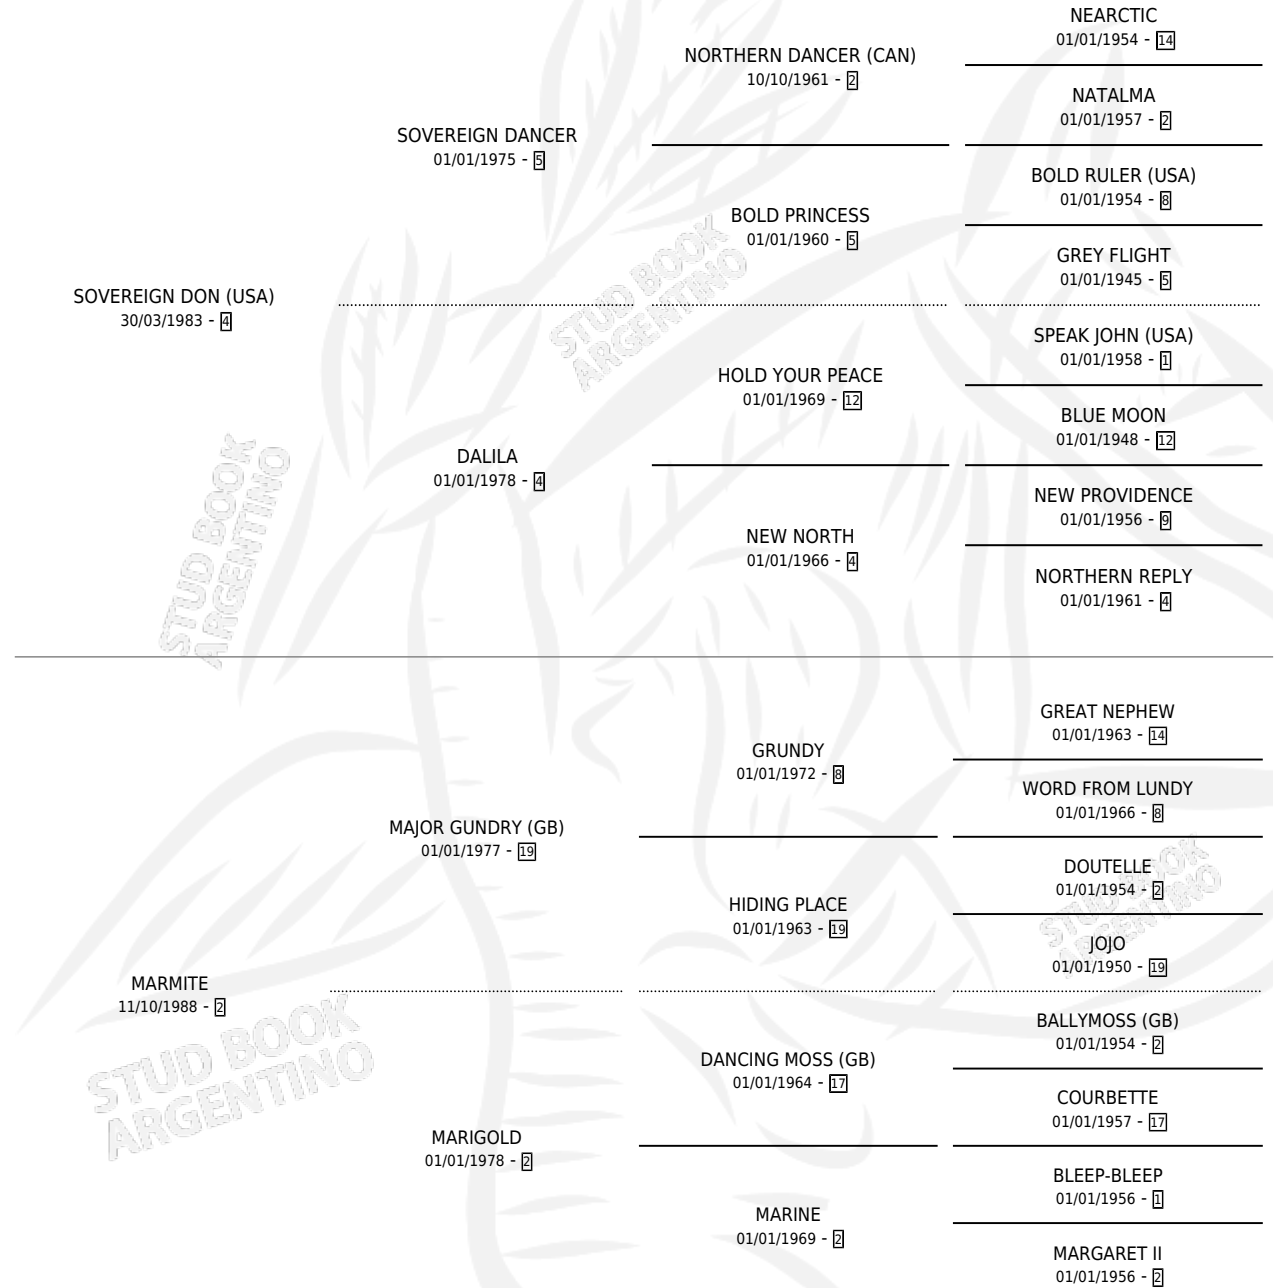 NEARCTIC
01/01/1954 - 14
NORTHERN DANCER (CAN)
10/10/1961 - 2
NATALMA
01/01/1957 - 2
SOVEREIGN DANCER
01/01/1975 - 5
BOLD RULER (USA)
01/01/1954 - 8
BOLD PRINCESS
01/01/1960 - 5
GREY FLIGHT
01/01/1945 - 5
SOVEREIGN DON (USA)
30/03/1983 - 4
SPEAK JOHN (USA)
01/01/1958 - 1
HOLD YOUR PEACE
01/01/1969 - 12
BLUE MOON
01/01/1948 - 12
DALILA
01/01/1978 - 4
NEW PROVIDENCE
01/01/1956 - 9
NEW NORTH
01/01/1966 - 4
NORTHERN REPLY
01/01/1961 - 4
GREAT NEPHEW
01/01/1963 - 14
GRUNDY
01/01/1972 - 8
WORD FROM LUNDY
01/01/1966 - 8
MAJOR GUNDRY (GB)
01/01/1977 - 19
DOUTELLE
01/01/1954 - 2
HIDING PLACE
01/01/1963 - 19
JOJO
01/01/1950 - 19
MARMITE
11/10/1988 - 2
BALLYMOSS (GB)
01/01/1954 - 2
DANCING MOSS (GB)
01/01/1964 - 17
COURBETTE
01/01/1957 - 17
MARIGOLD
01/01/1978 - 2
BLEEP-BLEEP
01/01/1956 - 1
MARINE
01/01/1969 - 2
MARGARET II
01/01/1956 - 2
STUD BOOK
ARGENTINO
STUD BOOK
ARGENTINO
STUD BOOK
ARGENTINO
STUD BOOK
ARGENTINO